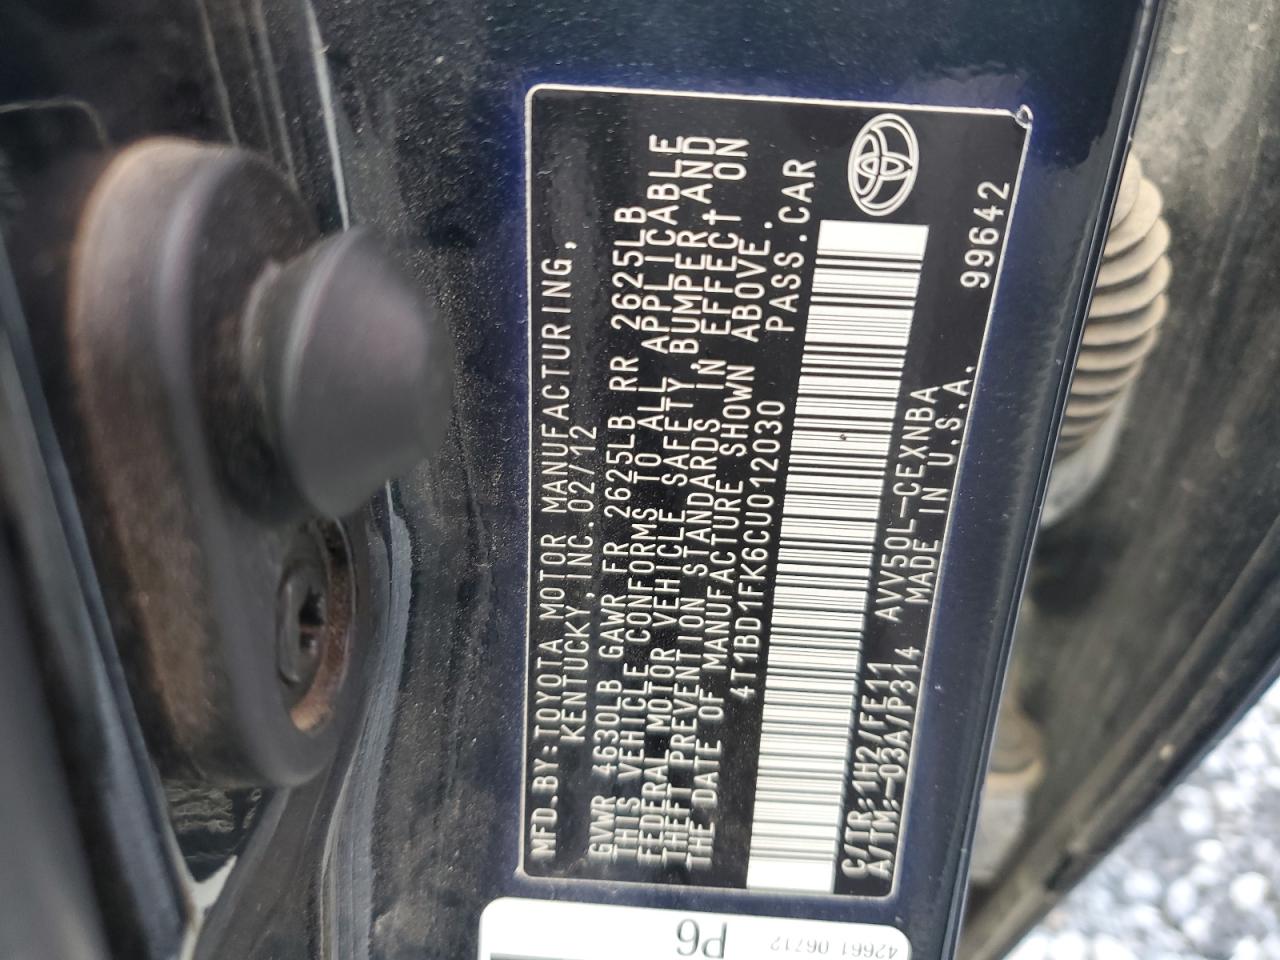 MFD.BY:TOYOTA MOTOR MANUFACTURING,
KENTUCKY,INC.02/12
GVWR 4630LB GAWR FR 2625LB RR 2625LB
THIS VEHICLE CONFORMS TO ALL APPLICABLE
FEDERAL MOTOR VEHICLE SAFETY,BUMPER,AND
THEFT PREVENTION STANDARDS IN EFFECT ON
THE DATE OF MANUFACTURE SHOWN ABOVE.
4T1BD1FK6CU012030 PASS.CAR
C/TR:1H2/FE11 AVV50L-CEXNBA
A/TM:-03A/P314 MADE IN U.S.A. 99642
P6
42661 06712